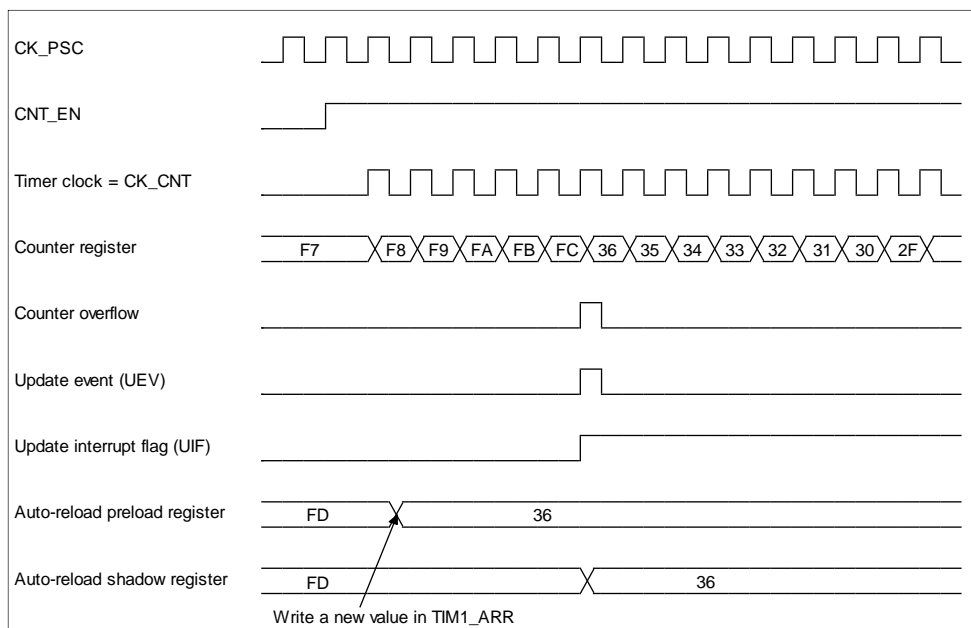 CK_PSC
CNT_EN
Timer clock = CK_CNT
Counter register F7 F8 F9 FA FB FC 36 35 34 33 32 31 30 2F
Counter overflow
Update event (UEV)
Update interrupt flag (UIF)
Auto-reload preload register FD 36
Auto-reload shadow register FD 36
Write a new value in TIM1_ARR